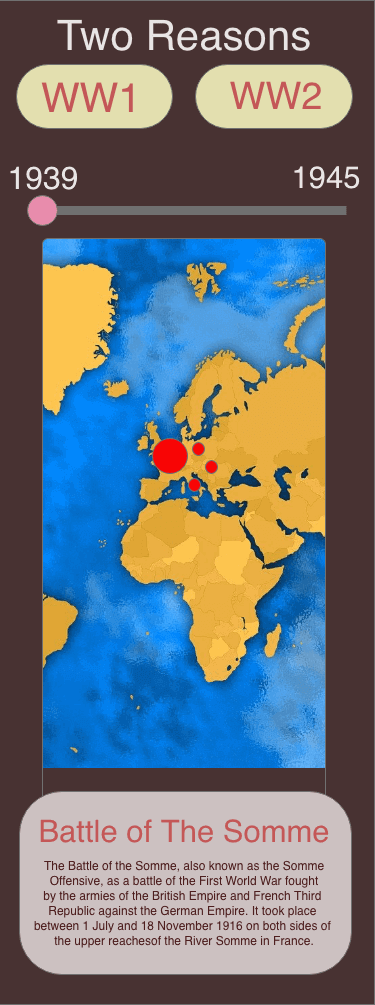 Two Reasons
WW1 WW2
1939 1945
Battle of The Somme
The Battle of the Somme, also known as the Somme
Offensive, as a battle of the First World War fought
by the armies of the British Empire and French Third
Republic against the German Empire. It took place
between 1 July and 18 November 1916 on both sides of
the upper reachesof the River Somme in France.